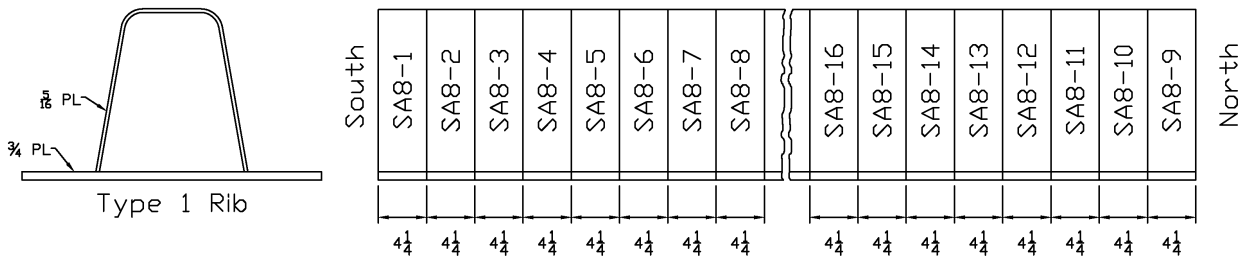 5/16 PL
3/4 PL
Type 1 Rib
South
SA8-1
SA8-2
SA8-3
SA8-4
SA8-5
SA8-6
SA8-7
SA8-8
SA8-16
SA8-15
SA8-14
SA8-13
SA8-12
SA8-11
SA8-10
SA8-9
North
4 1/4 4 1/4 4 1/4 4 1/4 4 1/4 4 1/4 4 1/4 4 1/4 4 1/4 4 1/4 4 1/4 4 1/4 4 1/4 4 1/4 4 1/4 4 1/4